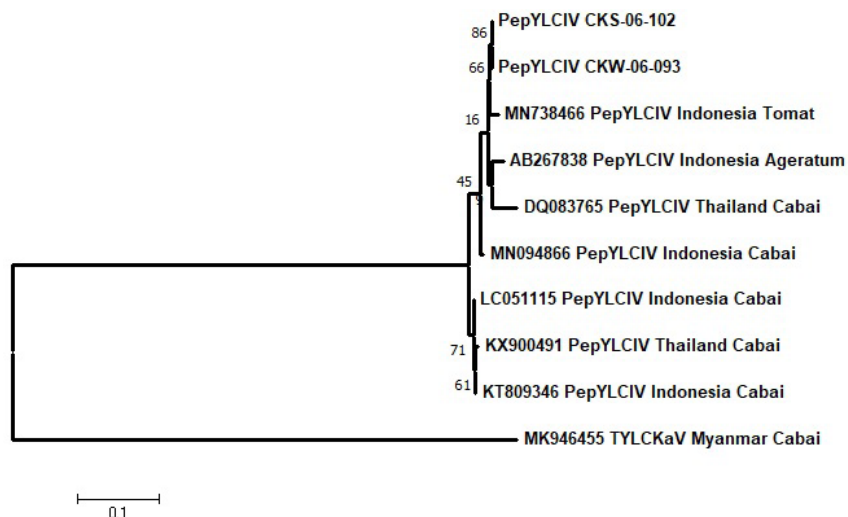 PepYLCIV CKS-06-102
86
66
PepYLCIV CKW-06-093
MN738466 PepYLCIV Indonesia Tomat
16
AB267838 PepYLCIV Indonesia Ageratum
45
9
DQ083765 PepYLCIV Thailand Cabai
MN094866 PepYLCIV Indonesia Cabai
LC051115 PepYLCIV Indonesia Cabai
KX900491 PepYLCIV Thailand Cabai
71
61
KT809346 PepYLCIV Indonesia Cabai
MK946455 TYLCKaV Myanmar Cabai
0.1